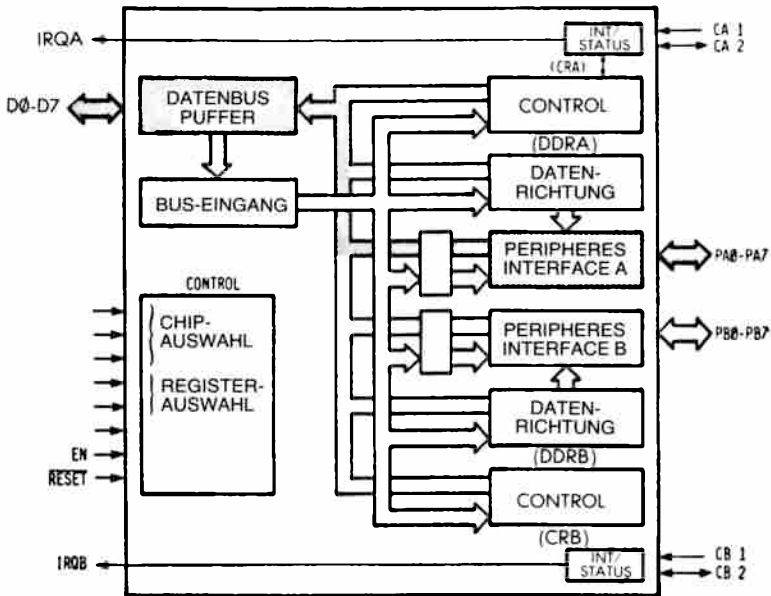 IRQA
INT/
STATUS
CA 1
CA 2
(CRA)
DØ-D7
DATENBUS
PUFFER
CONTROL
(DDRA)
DATEN-
RICHTUNG
BUS-EINGANG
PERIPHERES
INTERFACE A
PAØ-PA7
CONTROL
CHIP-
AUSWAHL
REGISTER-
AUSWAHL
EN
RESET
PERIPHERES
INTERFACE B
PBØ-PB7
DATEN-
RICHTUNG
(DDRB)
CONTROL
(CRB)
IRQB
INT/
STATUS
CB 1
CB 2